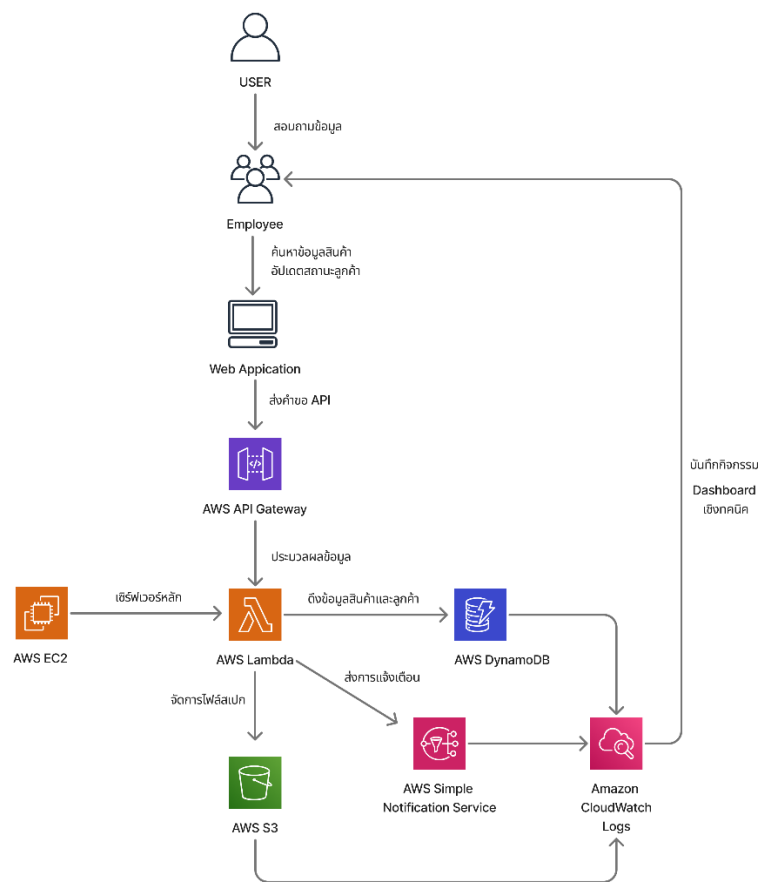 USER
สอบถามข้อมูล
Employee
ค้นหาข้อมูลสินค้า
อัปเดตสถานะลูกค้า
Web Appication
ส่งคำขอ API
AWS API Gateway
บันทึกกิจกรรม
Dashboard
เชิงทคนิค
ประมวลผลข้อมูล
เซิร์ฟเวอร์หลัก
ดึงข้อมูลสินค้าและลูกค้า
AWS EC2
AWS Lambda
AWS DynamoDB
ส่งการแจ้งเตือน
จัดการไฟล์สเปก
AWS S3
AWS Simple
Notification Service
Amazon
CloudWatch
Logs